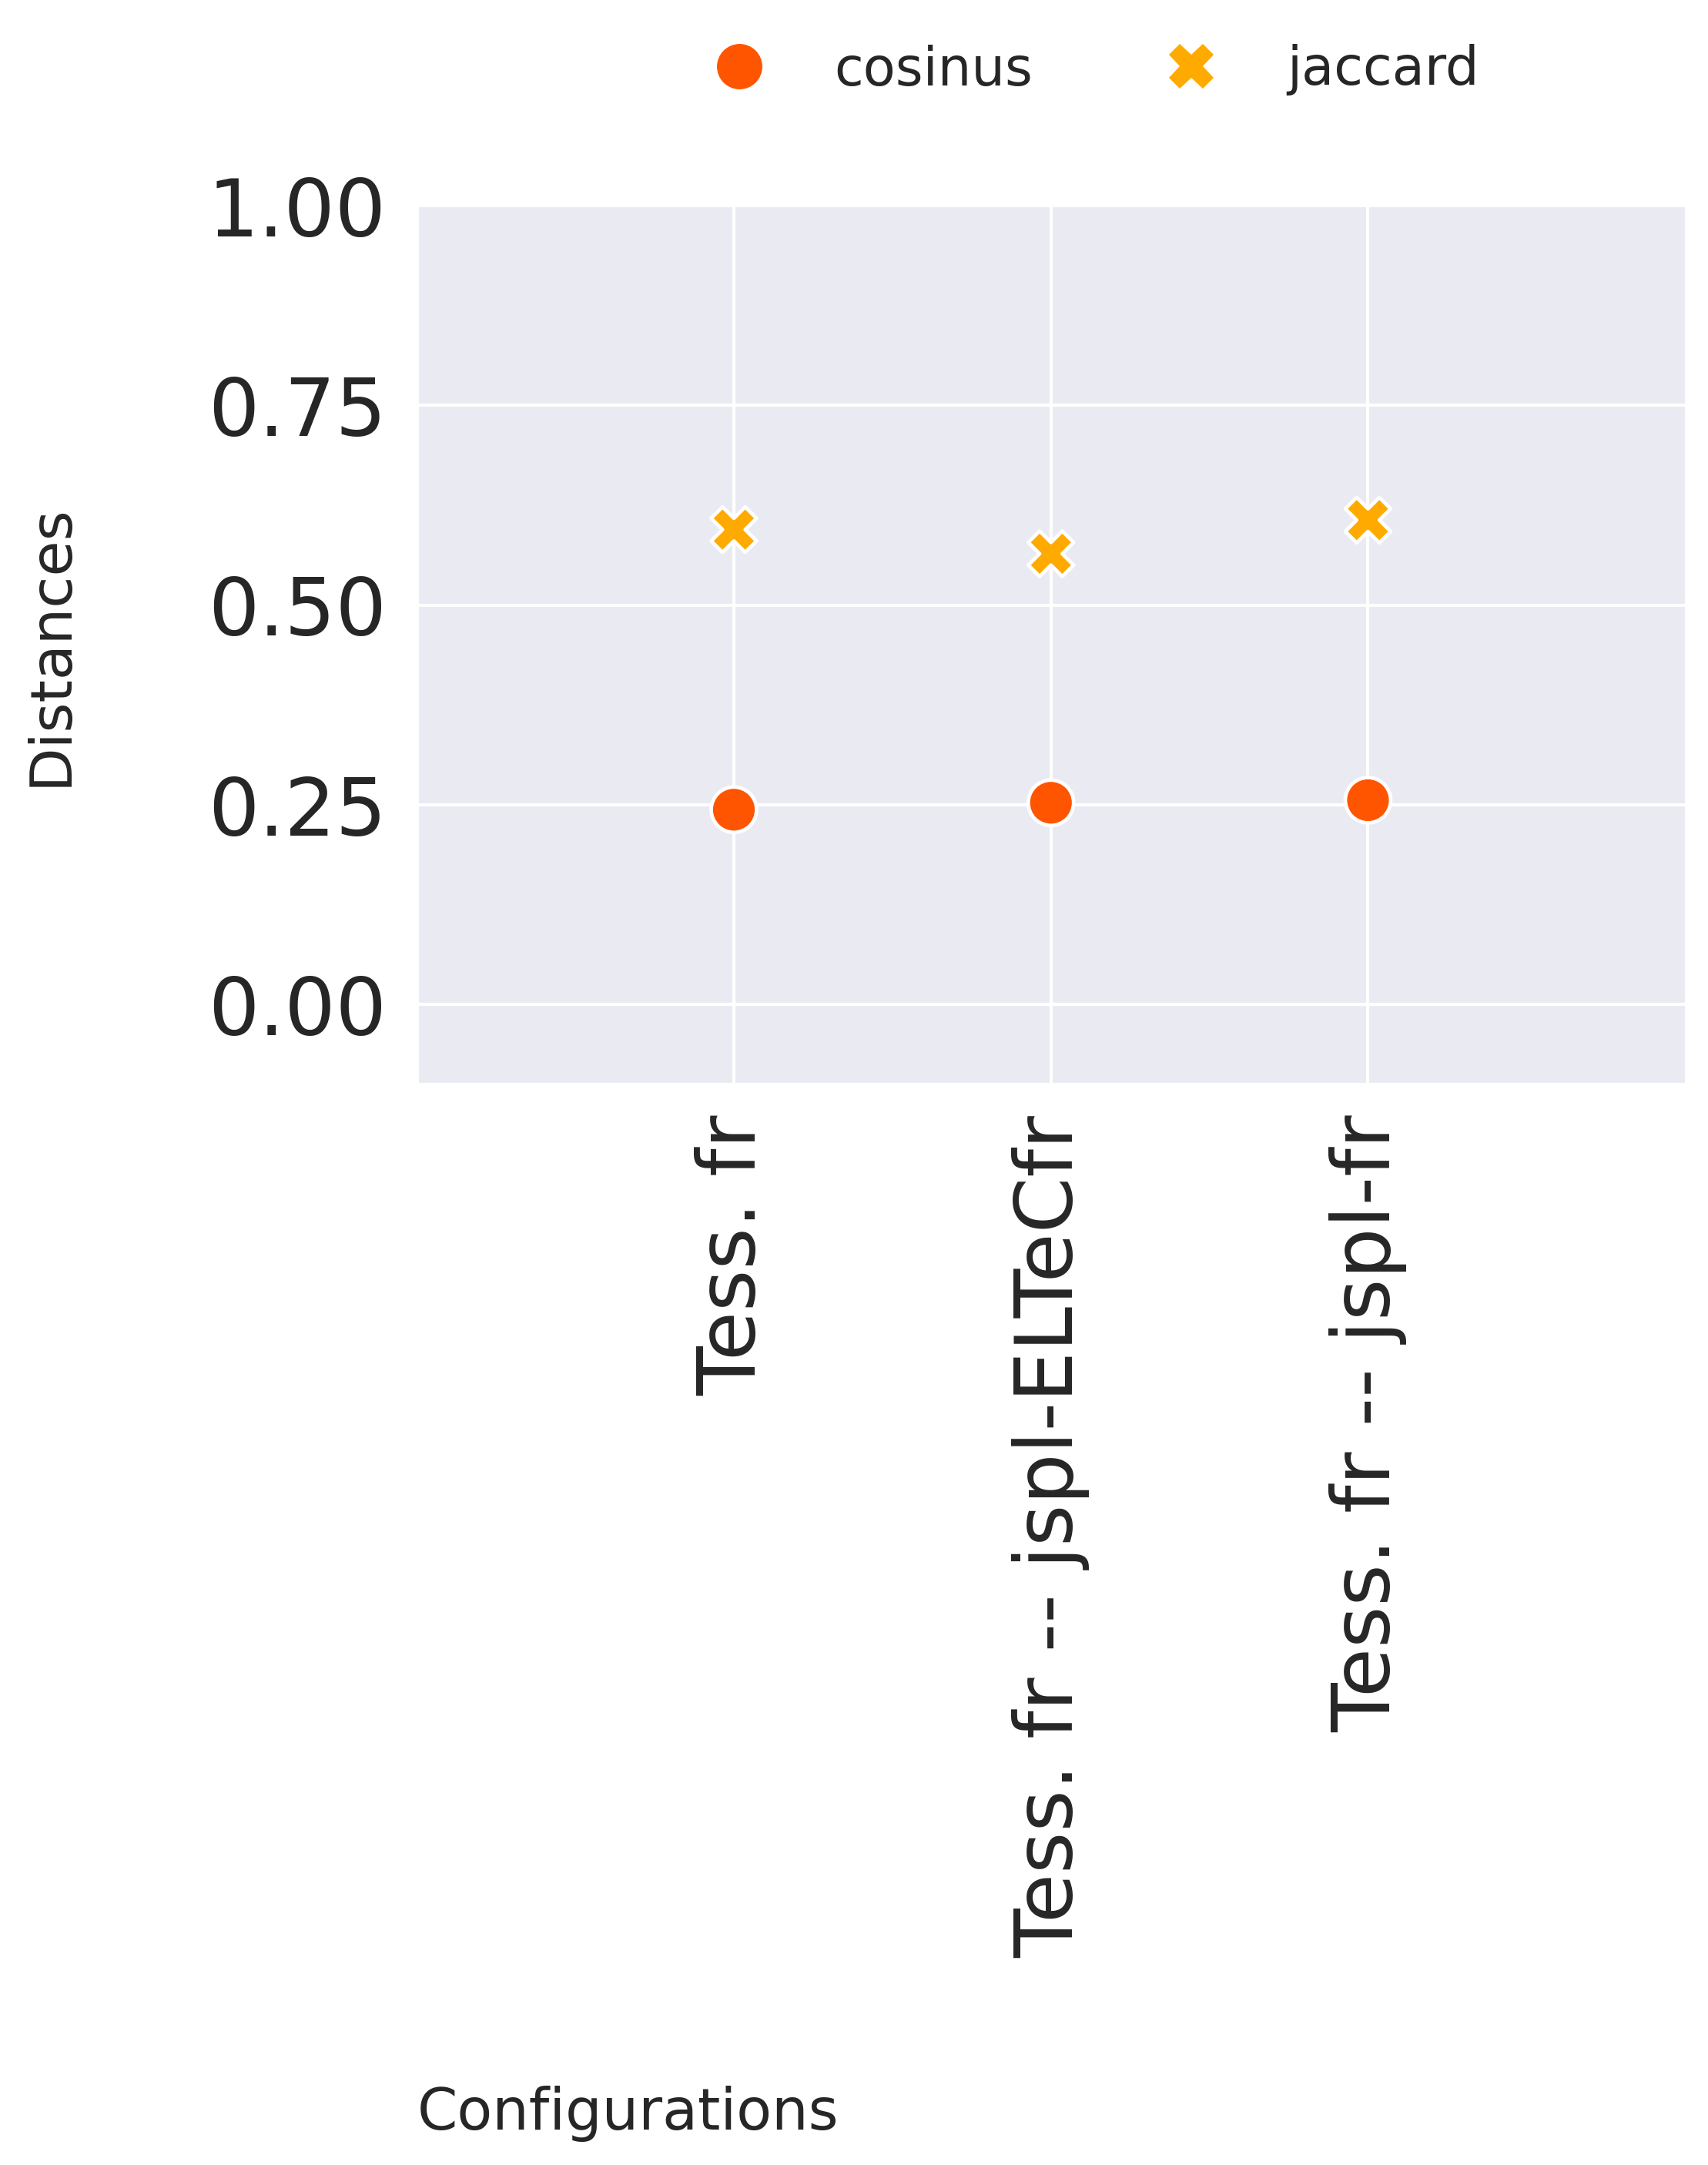 cosinus jaccard
1.00
0.75
0.50
0.25
0.00
Distances
Tess. fr
Tess. fr -- jspl-ELTeCfr
Tess. fr -- jspl-fr
Configurations